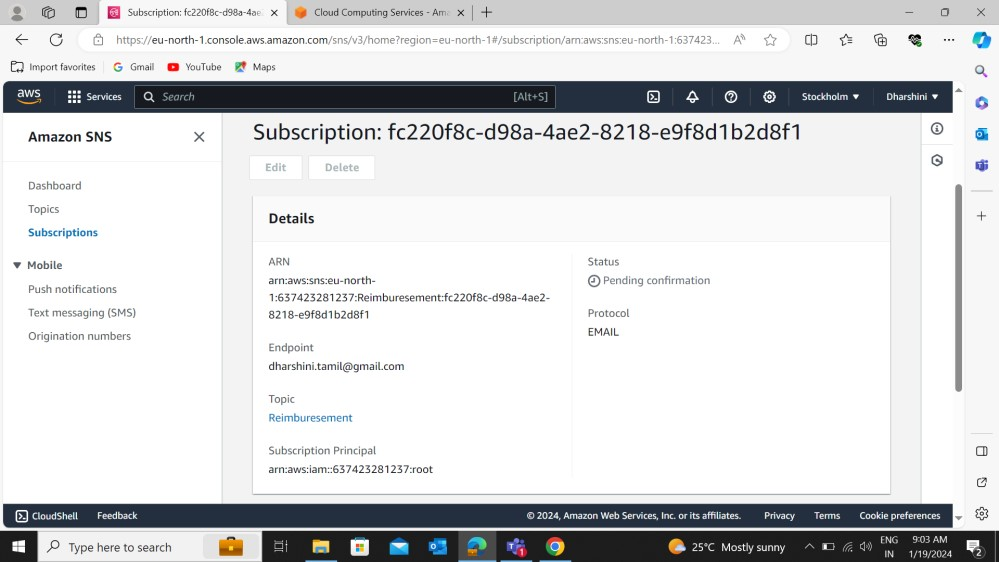 Subscription: fc220f8c-d98a-4ae
Cloud Computing Services - Ama
https://eu-north-1.console.aws.amazon.com/sns/v3/home?region=eu-north-1#/subscription/arn:aws:sns:eu-north-1:637423...
Import favorites
Gmail
YouTube
Maps
aws
Services
Search
[Alt+S]
Stockholm
Dharshini
Amazon SNS
Dashboard
Topics
Subscriptions
Mobile
Push notifications
Text messaging (SMS)
Origination numbers
Subscription: fc220f8c-d98a-4ae2-8218-e9f8d1b2d8f1
Edit
Delete
Details
ARN
arn:aws:sns:eu-north-
1:637423281237:Reimburesement:fc220f8c-d98a-4ae2-
8218-e9f8d1b2d8f1
Endpoint
dharshini.tamil@gmail.com
Topic
Reimburesement
Subscription Principal
arn:aws:iam::637423281237:root
Status
Pending confirmation
Protocol
EMAIL
CloudShell
Feedback
© 2024, Amazon Web Services, Inc. or its affiliates.
Privacy
Terms
Cookie preferences
Type here to search
1
25°C Mostly sunny
ENG
IN
9:03 AM
1/19/2024
2